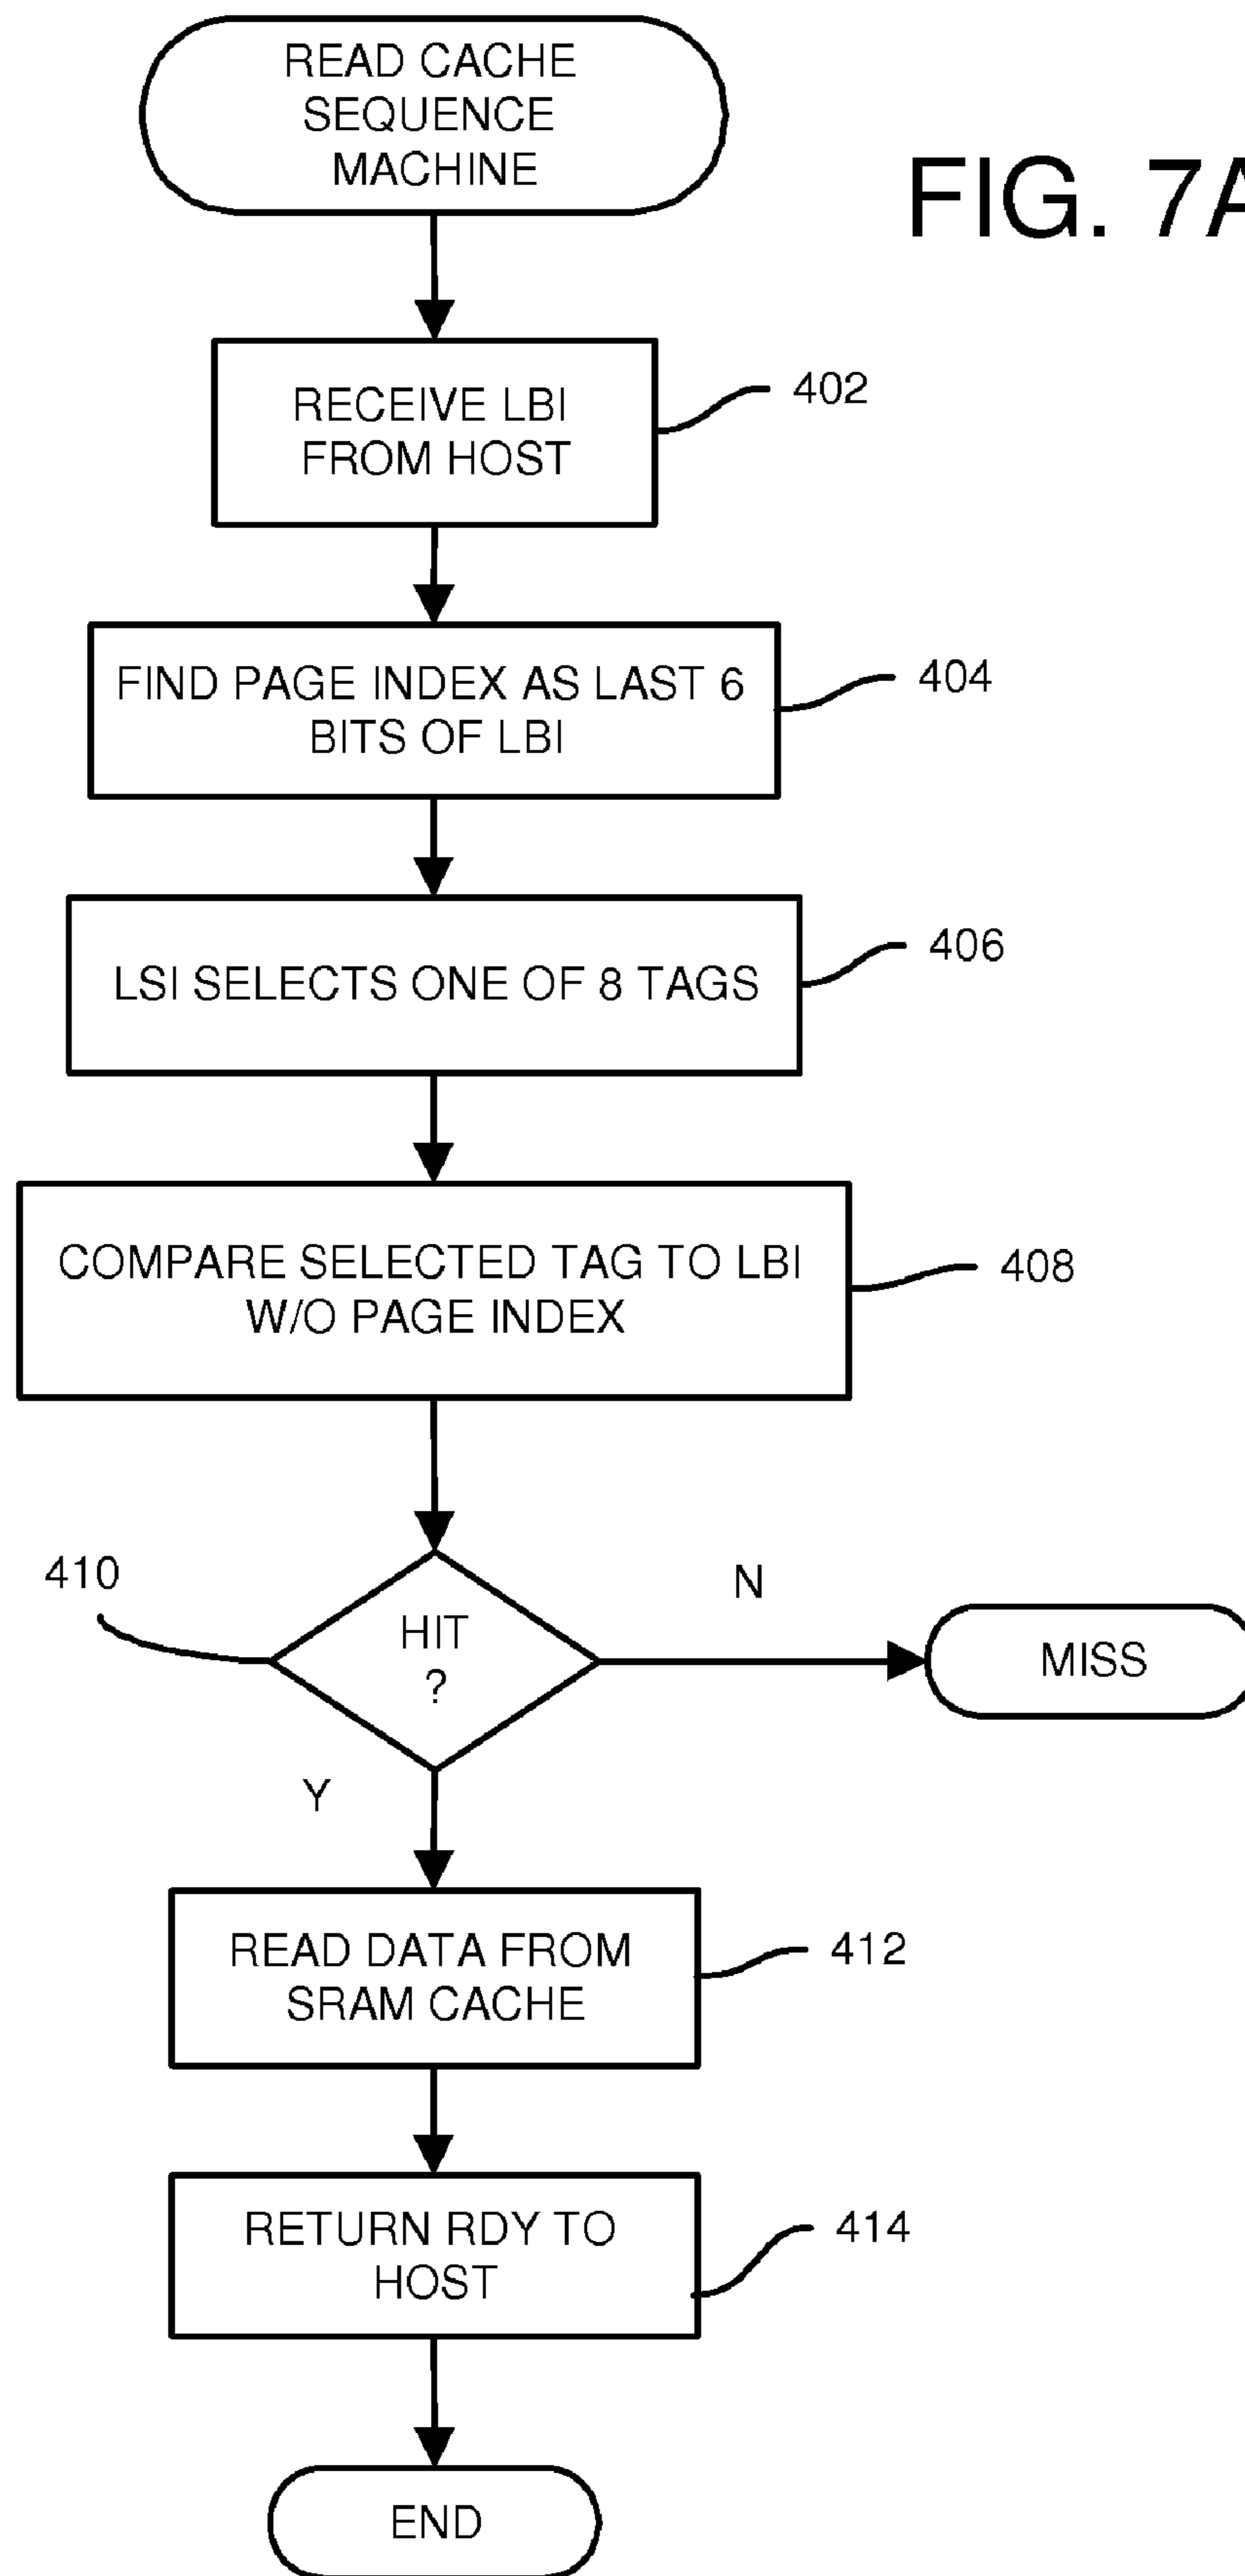 READ CACHE
SEQUENCE
MACHINE
FIG. 7A
RECEIVE LBI
FROM HOST
402
FIND PAGE INDEX AS LAST 6
BITS OF LBI
404
LSI SELECTS ONE OF 8 TAGS
406
COMPARE SELECTED TAG TO LBI
W/O PAGE INDEX
408
410
HIT
?
N
MISS
Y
READ DATA FROM
SRAM CACHE
412
RETURN RDY TO
HOST
414
END